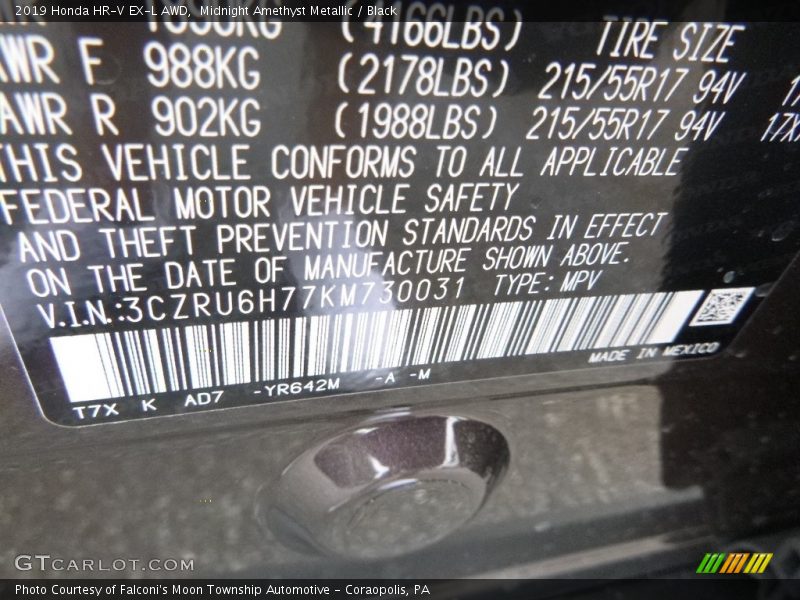 2019 Honda HR-V EX-L AWD, Midnight Amethyst Metallic / Black
(4166LBS) TIRE SIZE
F 988KG (2178LBS) 215/55R17 94V
R 902KG (1988LBS) 215/55R17 94V
THIS VEHICLE CONFORMS TO ALL APPLICABLE
FEDERAL MOTOR VEHICLE SAFETY
AND THEFT PREVENTION STANDARDS IN EFFECT
ON THE DATE OF MANUFACTURE SHOWN ABOVE.
V.I.N.:3CZRU6H77KM730031 TYPE: MPV
MADE IN MEXICO
T7X K AD7 -YR642M -A -M
GTCARLOT.COM
Photo Courtesy of Falconi's Moon Township Automotive - Coraopolis, PA